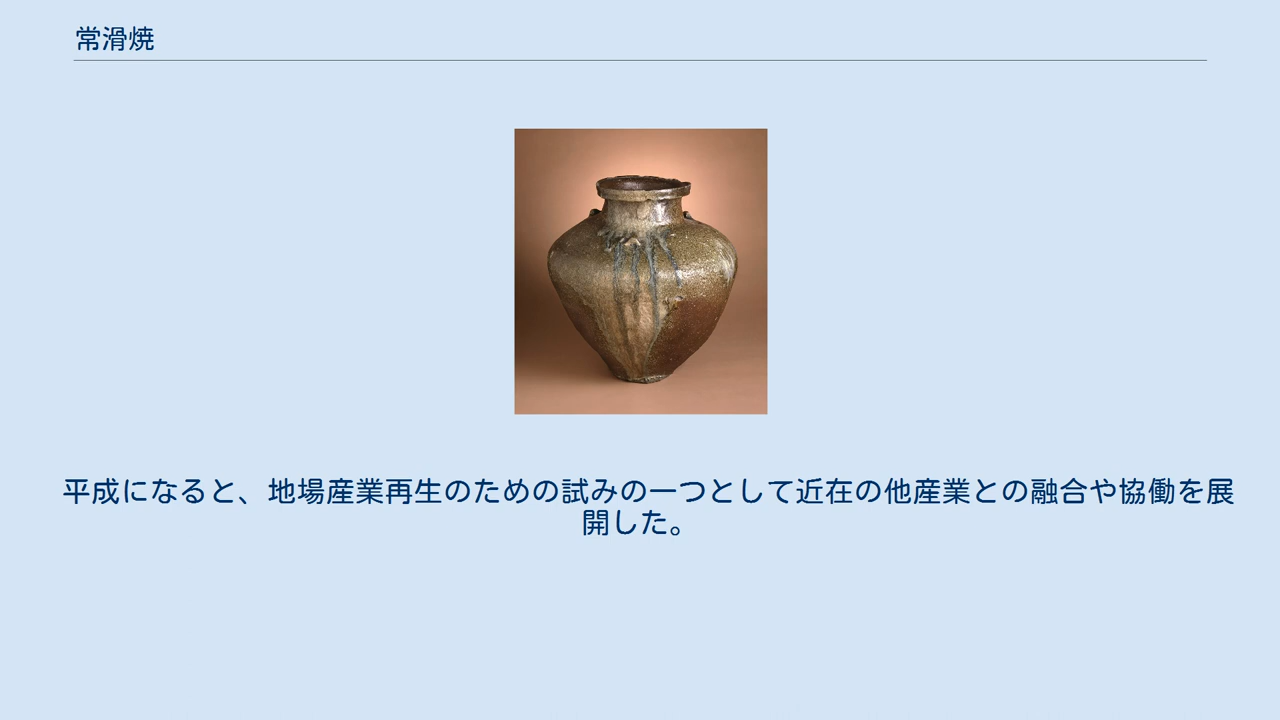 常滑焼
平成になると、地場産業再生のための試みの一つとして近在の他産業との融合や協働を展
開した。